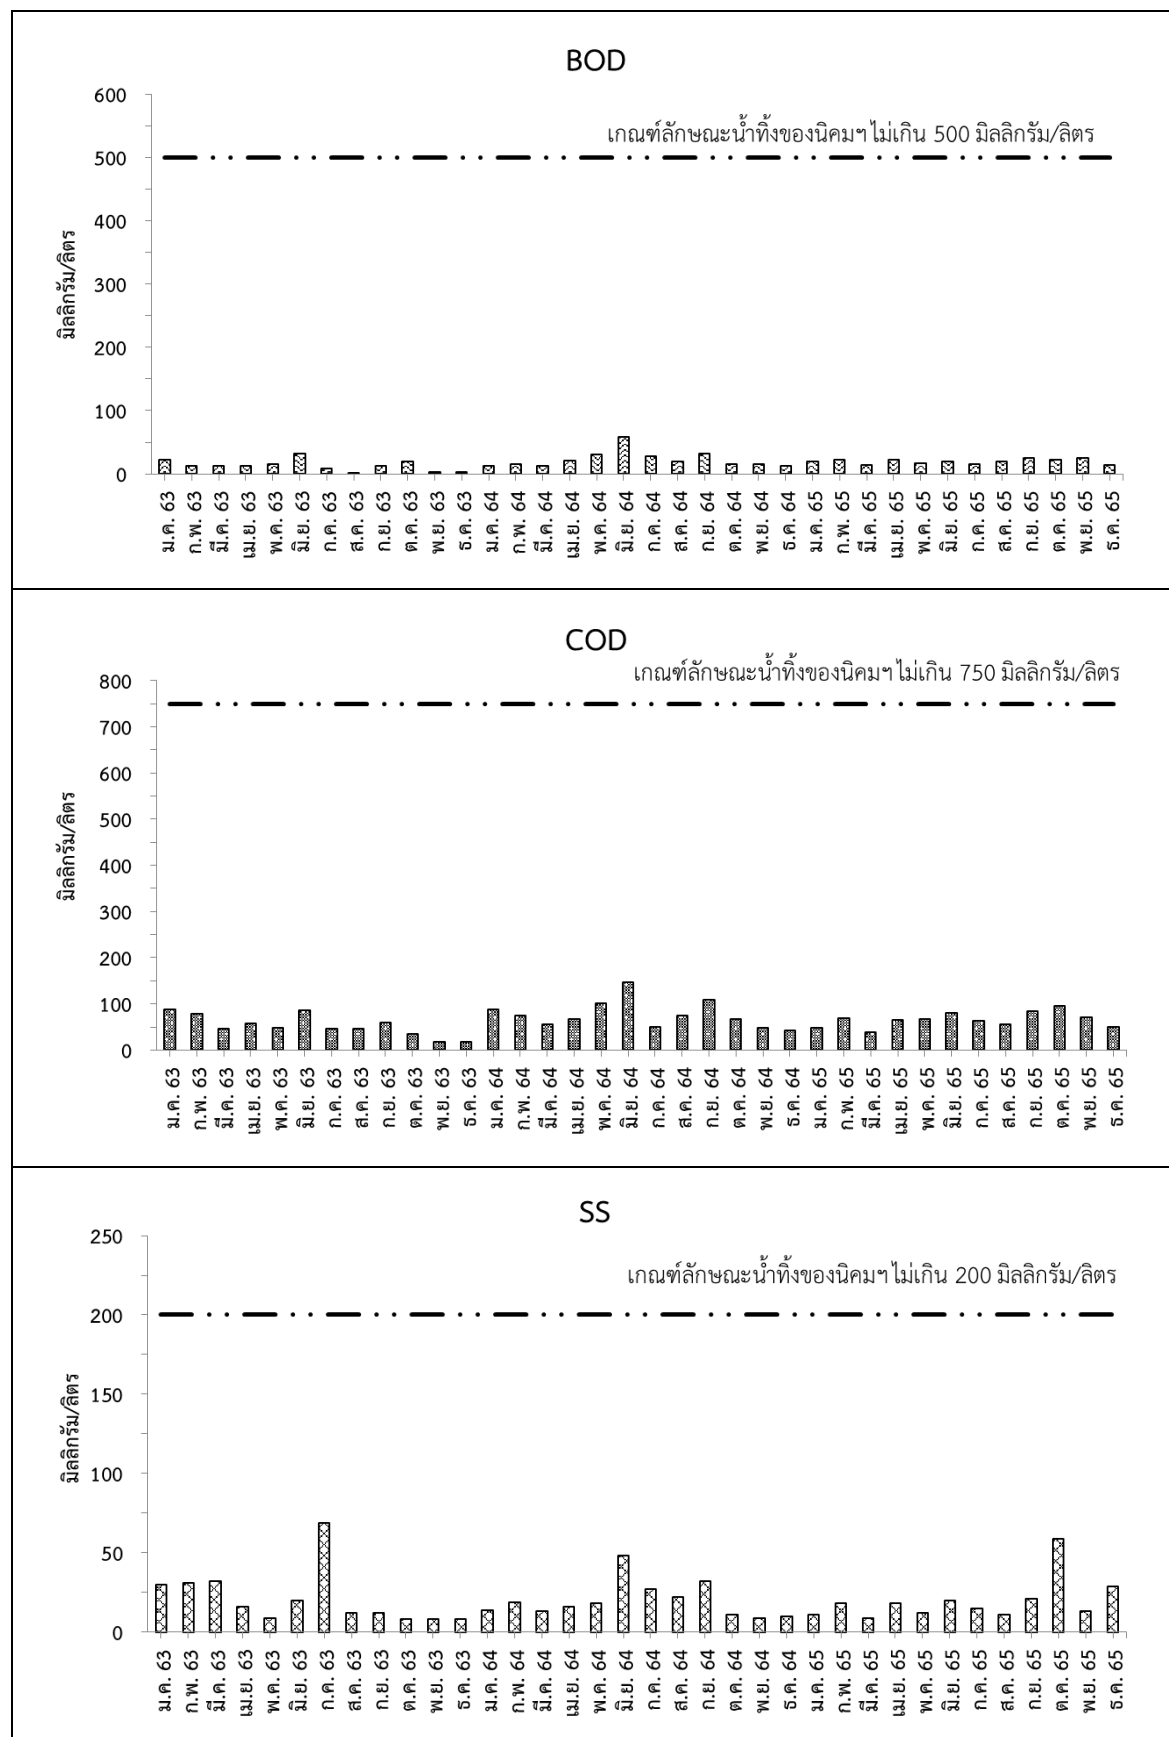 BOD
เกณฑ์ลักษณะน้ำทิ้งของนิคมฯ ไม่เกิน 500 มิลลิกรัม/ลิตร
มิลลิกรัม/ลิตร
600
500
400
300
200
100
0
ม.ค. 63
ก.พ. 63
มี.ค. 63
เม.ย. 63
พ.ค. 63
มิ.ย. 63
ก.ค. 63
ส.ค. 63
ก.ย. 63
ต.ค. 63
พ.ย. 63
ธ.ค. 63
ม.ค. 64
ก.พ. 64
มี.ค. 64
เม.ย. 64
พ.ค. 64
มิ.ย. 64
ก.ค. 64
ส.ค. 64
ก.ย. 64
ต.ค. 64
พ.ย. 64
ธ.ค. 64
ม.ค. 65
ก.พ. 65
มี.ค. 65
เม.ย. 65
พ.ค. 65
มิ.ย. 65
ก.ค. 65
ส.ค. 65
ก.ย. 65
ต.ค. 65
พ.ย. 65
ธ.ค. 65
COD
เกณฑ์ลักษณะน้ำทิ้งของนิคมฯ ไม่เกิน 750 มิลลิกรัม/ลิตร
มิลลิกรัม/ลิตร
800
700
600
500
400
300
200
100
0
ม.ค. 63
ก.พ. 63
มี.ค. 63
เม.ย. 63
พ.ค. 63
มิ.ย. 63
ก.ค. 63
ส.ค. 63
ก.ย. 63
ต.ค. 63
พ.ย. 63
ธ.ค. 63
ม.ค. 64
ก.พ. 64
มี.ค. 64
เม.ย. 64
พ.ค. 64
มิ.ย. 64
ก.ค. 64
ส.ค. 64
ก.ย. 64
ต.ค. 64
พ.ย. 64
ธ.ค. 64
ม.ค. 65
ก.พ. 65
มี.ค. 65
เม.ย. 65
พ.ค. 65
มิ.ย. 65
ก.ค. 65
ส.ค. 65
ก.ย. 65
ต.ค. 65
พ.ย. 65
ธ.ค. 65
SS
เกณฑ์ลักษณะน้ำทิ้งของนิคมฯ ไม่เกิน 200 มิลลิกรัม/ลิตร
มิลลิกรัม/ลิตร
250
200
150
100
50
0
ม.ค. 63
ก.พ. 63
มี.ค. 63
เม.ย. 63
พ.ค. 63
มิ.ย. 63
ก.ค. 63
ส.ค. 63
ก.ย. 63
ต.ค. 63
พ.ย. 63
ธ.ค. 63
ม.ค. 64
ก.พ. 64
มี.ค. 64
เม.ย. 64
พ.ค. 64
มิ.ย. 64
ก.ค. 64
ส.ค. 64
ก.ย. 64
ต.ค. 64
พ.ย. 64
ธ.ค. 64
ม.ค. 65
ก.พ. 65
มี.ค. 65
เม.ย. 65
พ.ค. 65
มิ.ย. 65
ก.ค. 65
ส.ค. 65
ก.ย. 65
ต.ค. 65
พ.ย. 65
ธ.ค. 65